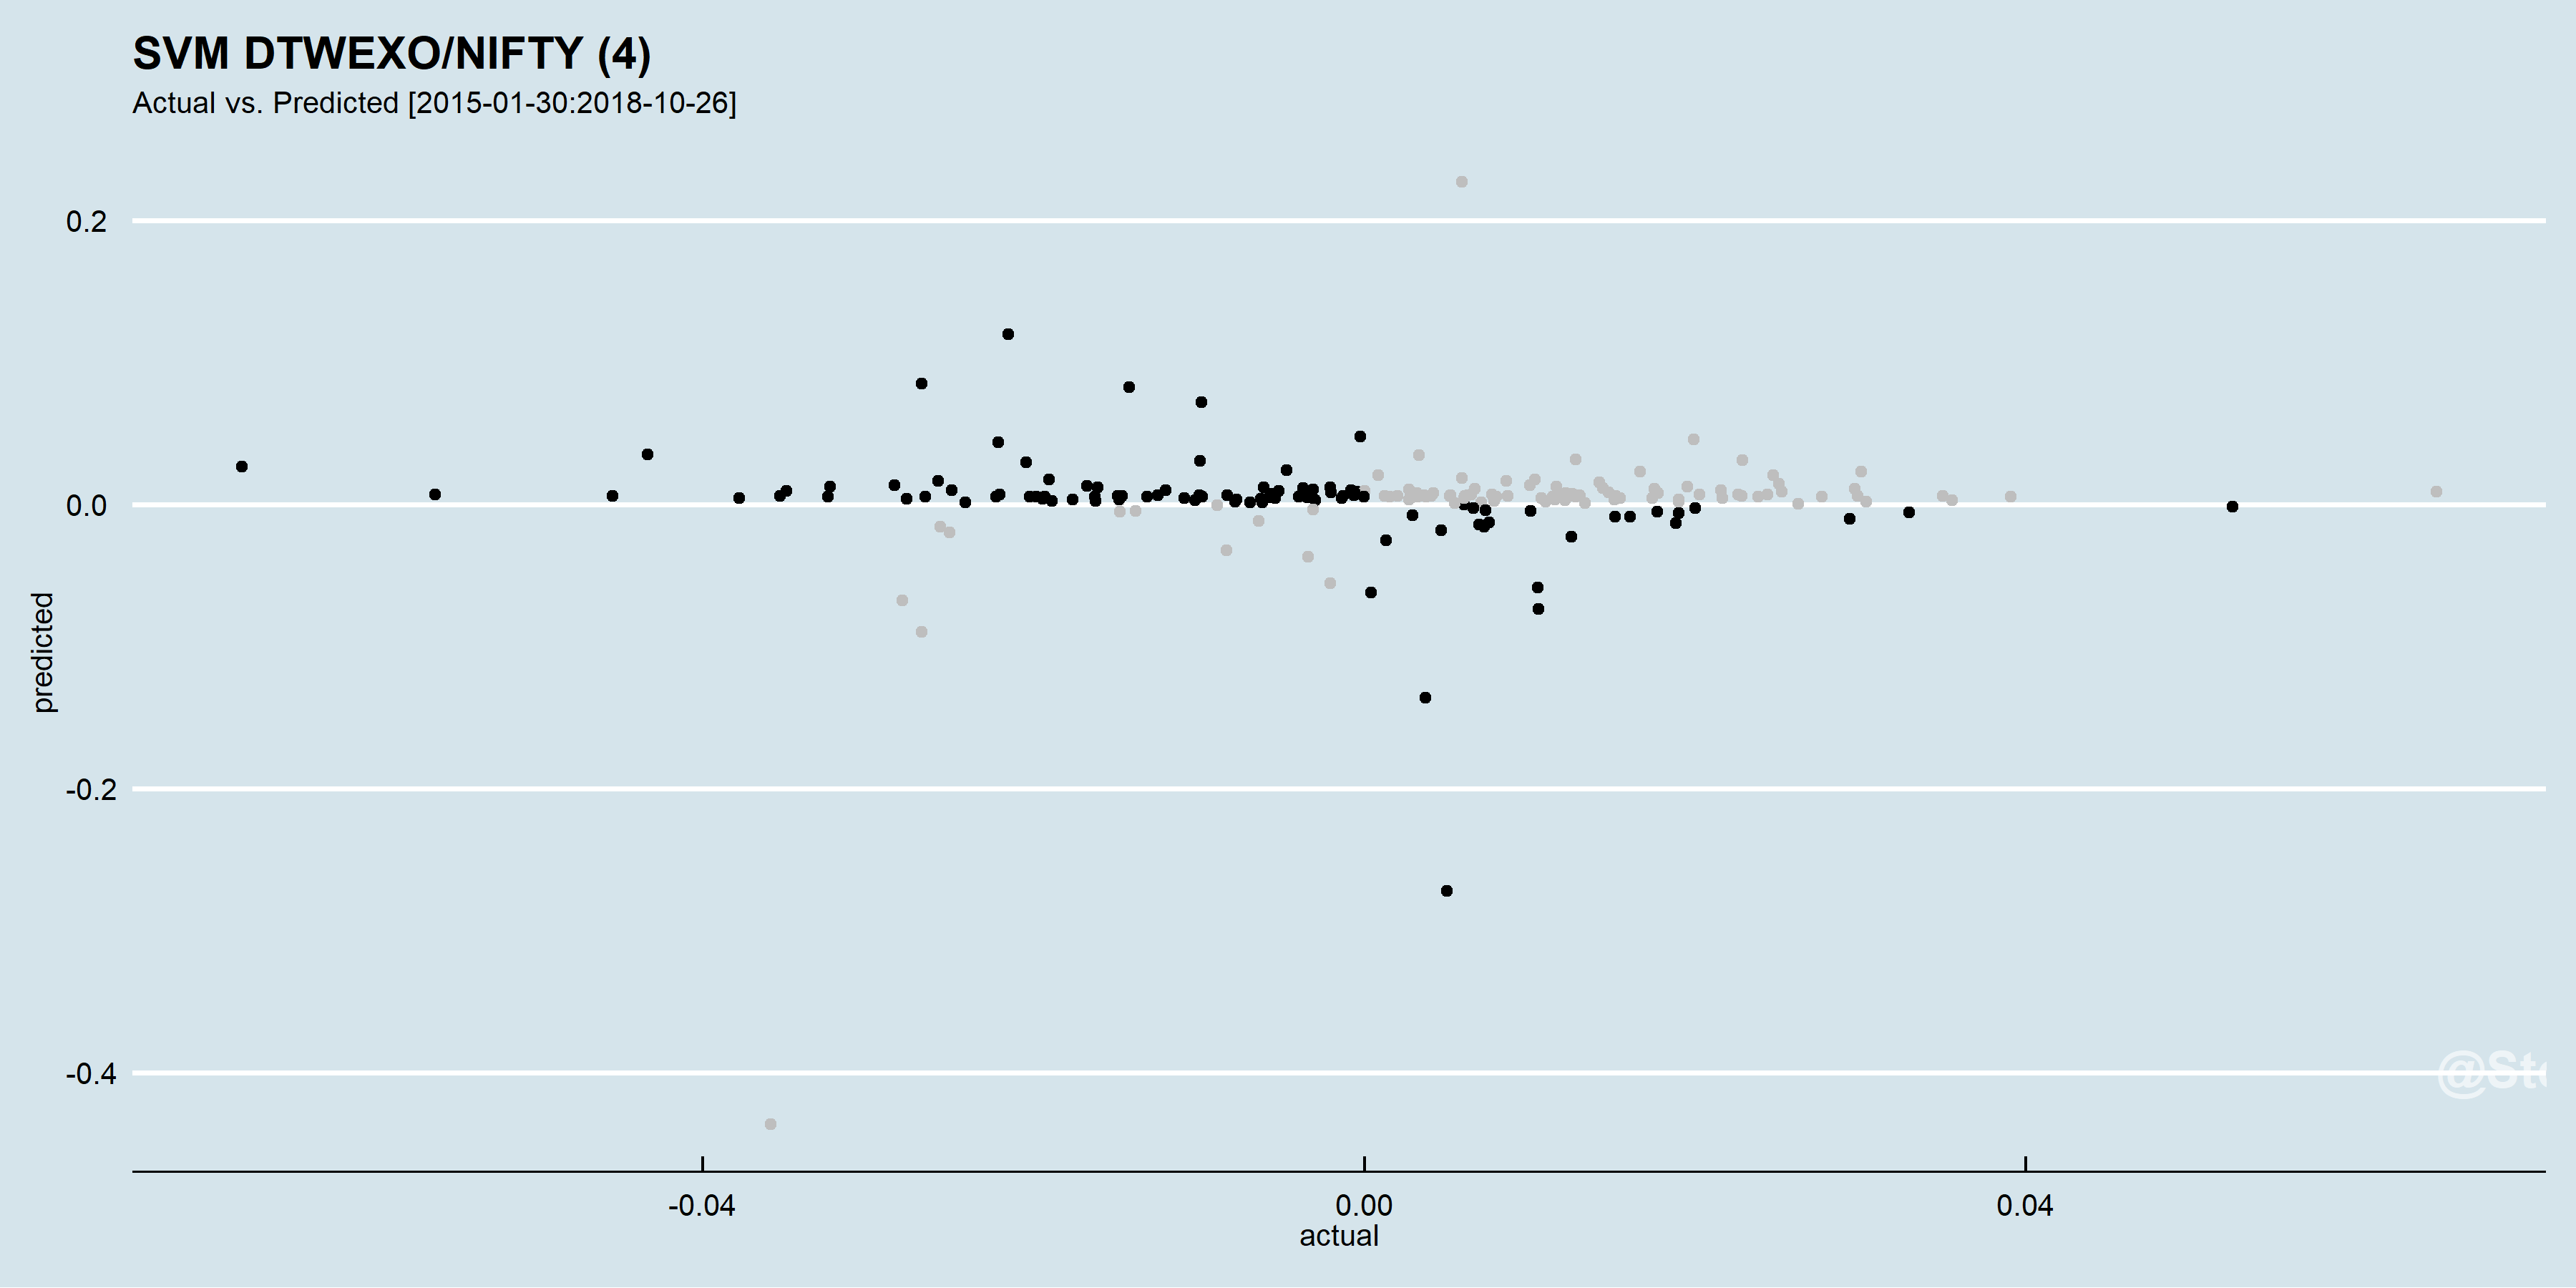 SVM DTWEXO/NIFTY (4)
Actual vs. Predicted [2015-01-30:2018-10-26]
0.2
0.0
-0.2
-0.4
predicted
-0.04
0.00
0.04
actual